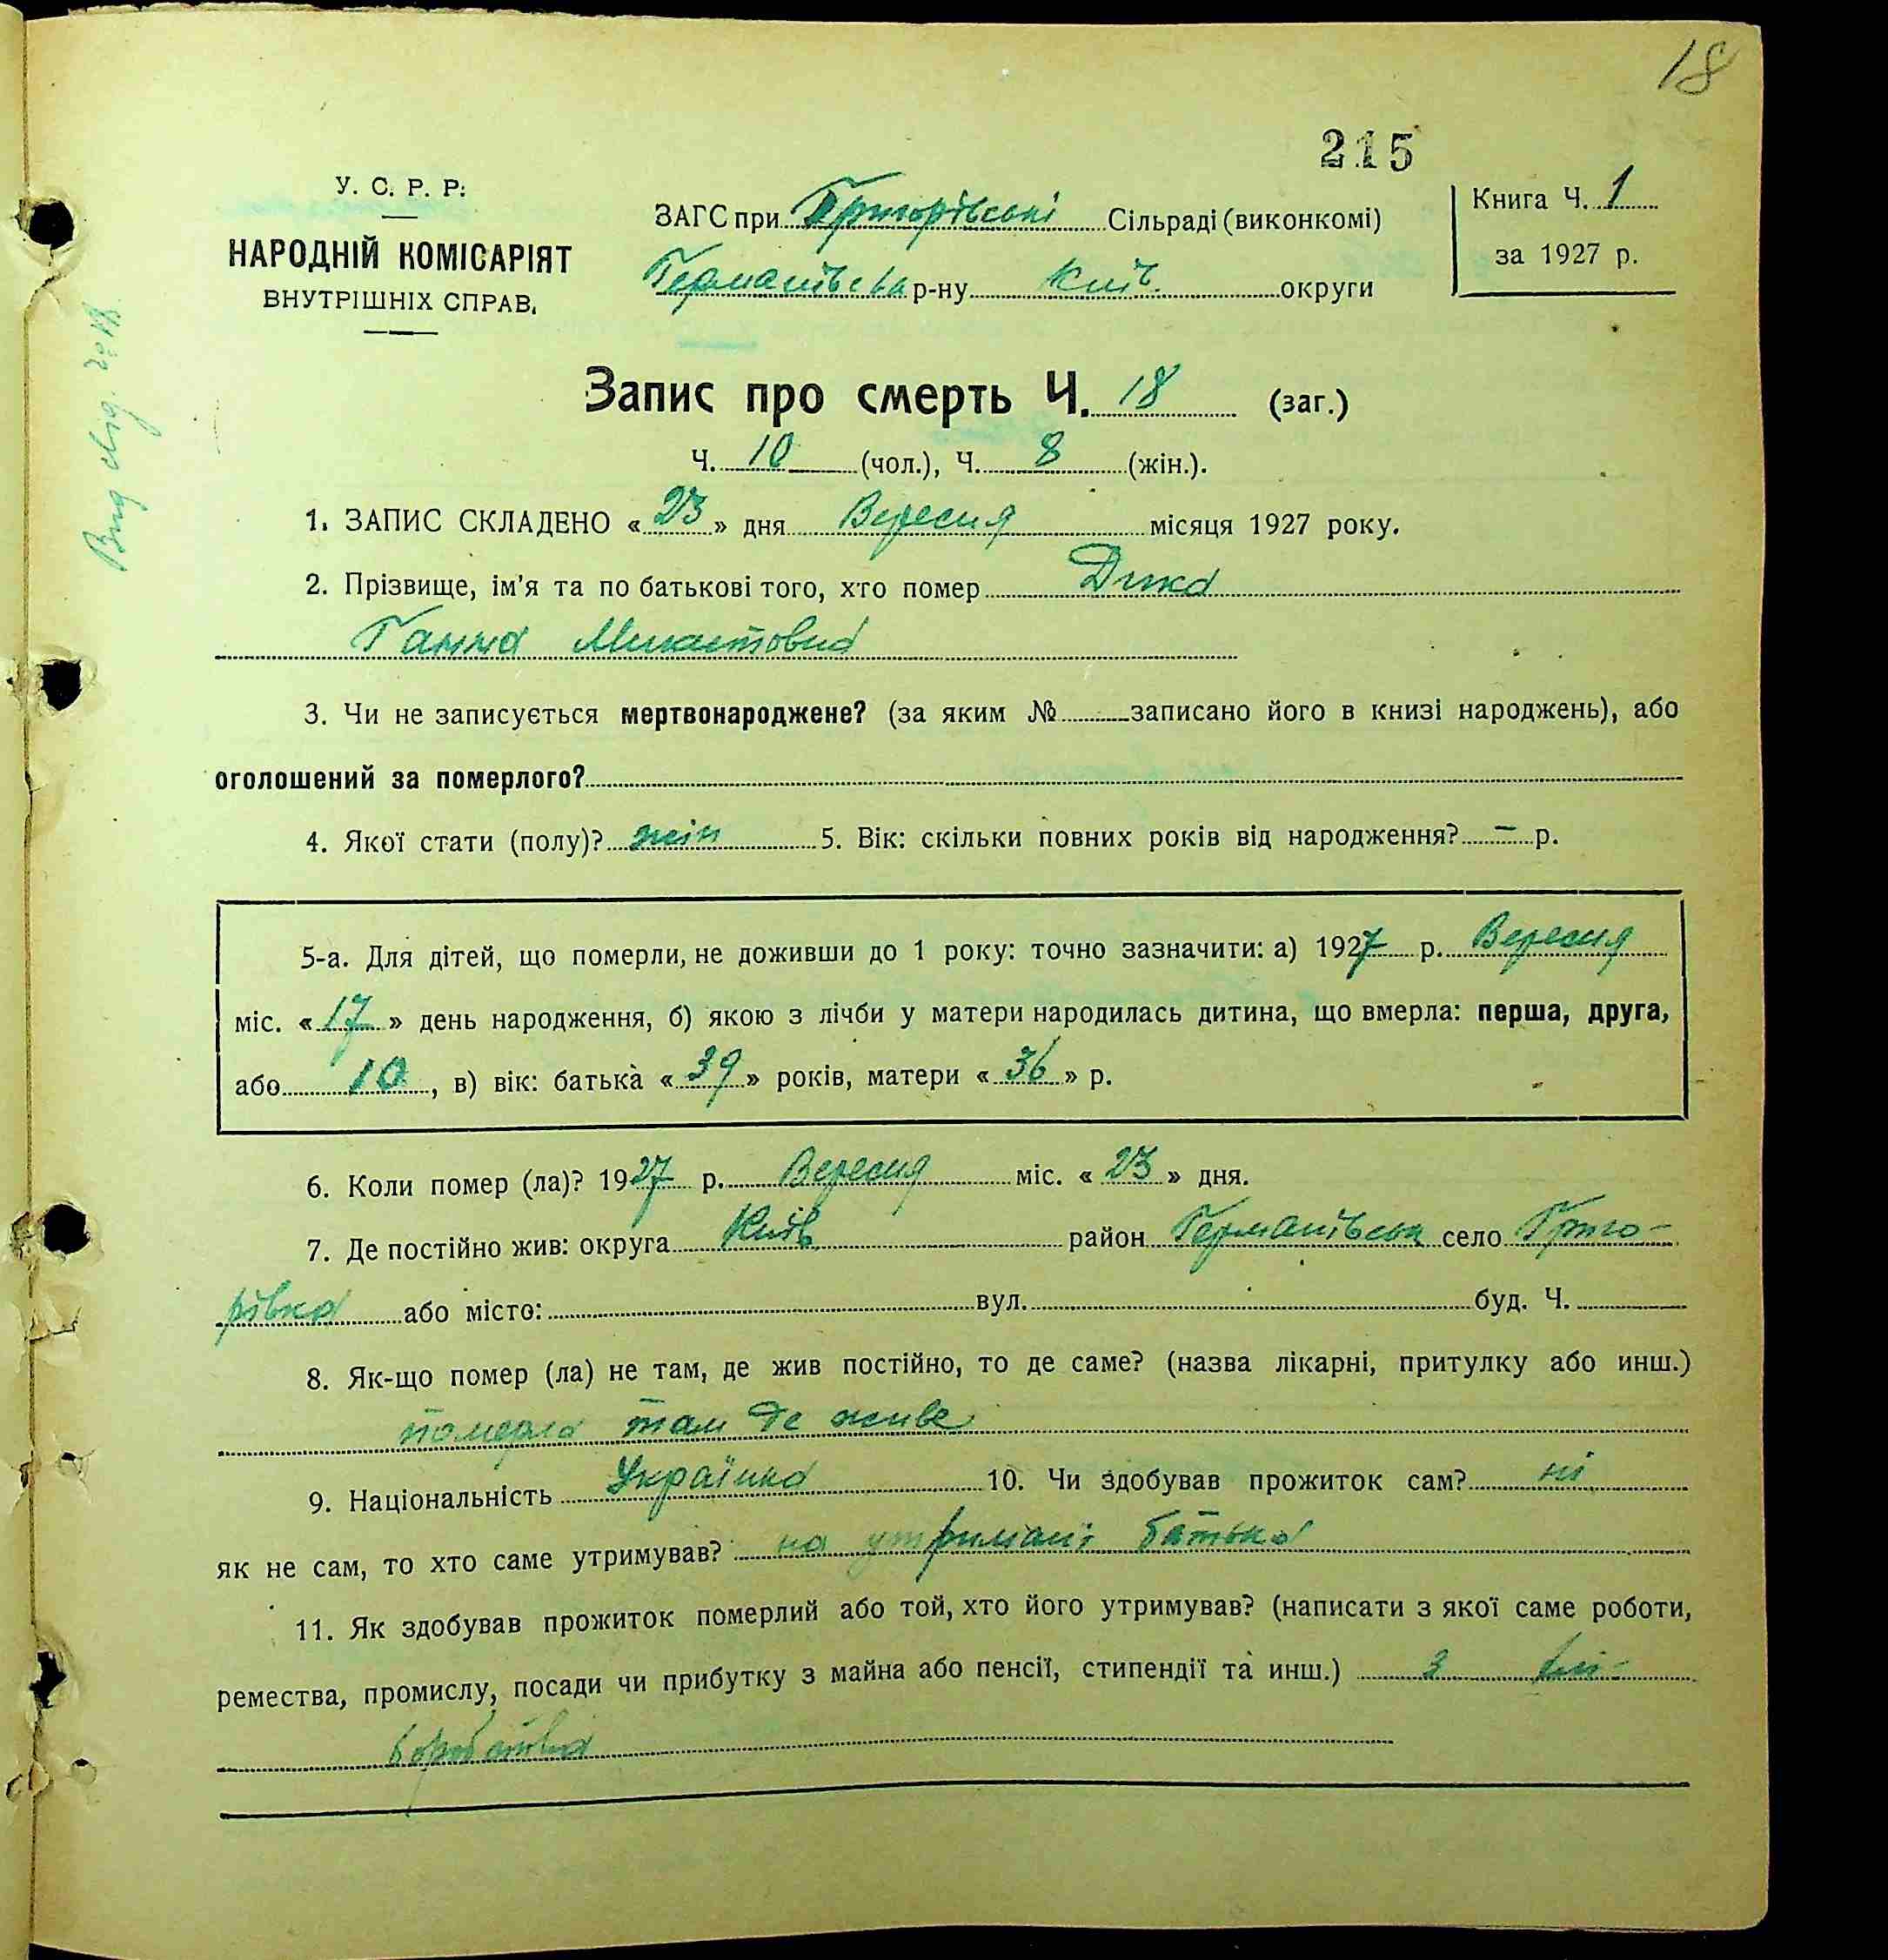 18
215
У. С. Р. Р.
НАРОДНІЙ КОМІСАРІЯТ
ВНУТРІШНІХ СПРАВ.
ЗАГС при Григорівські Сільраді (виконкомі)
Германівська р-ну Київ. округи
Книга Ч. 1
за 1927 р.
Запис про смерть Ч. 18 (заг.)
Ч. 10 (чол.), Ч. 8 (жін.).
1. ЗАПИС СКЛАДЕНО « 23 » дня Вересня місяця 1927 року.
2. Прізвище, ім'я та по батькові того, хто помер Дика
Ганна
3. Чи не записується мертвонароджене? (за яким № записано його в книзі народжень), або
оголошений за померлого?
4. Якої стати (полу)? жін 5. Вік: скільки повних років від народження? – р.
5-а. Для дітей, що померли, не доживши до 1 року: точно зазначити: а) 1927 р. Вересня
міс. « 17 » день народження, б) якою з лічби у матери народилась дитина, що вмерла: перша, друга,
або 10, в) вік: батька « 39 » років, матери « 36 » р.
6. Коли помер (ла)? 1927 р. Вересня міс. « 23 » дня.
7. Де постійно жив: округа Київ район Германівська село Григо-
рівка або місто: вул. буд. Ч.
8. Як-що помер (ла) не там, де жив постійно, то де саме? (назва лікарні, притулку або инш.)
померла там де живе
9. Національність Українка 10. Чи здобував прожиток сам? ні
як не сам, то хто саме утримував? на утриманї батька
11. Як здобував прожиток померлий або той, хто його утримував? (написати з якої саме роботи,
ремества, промислу, посади чи прибутку з майна або пенсії, стипендії та инш.) з хлі-
боробства